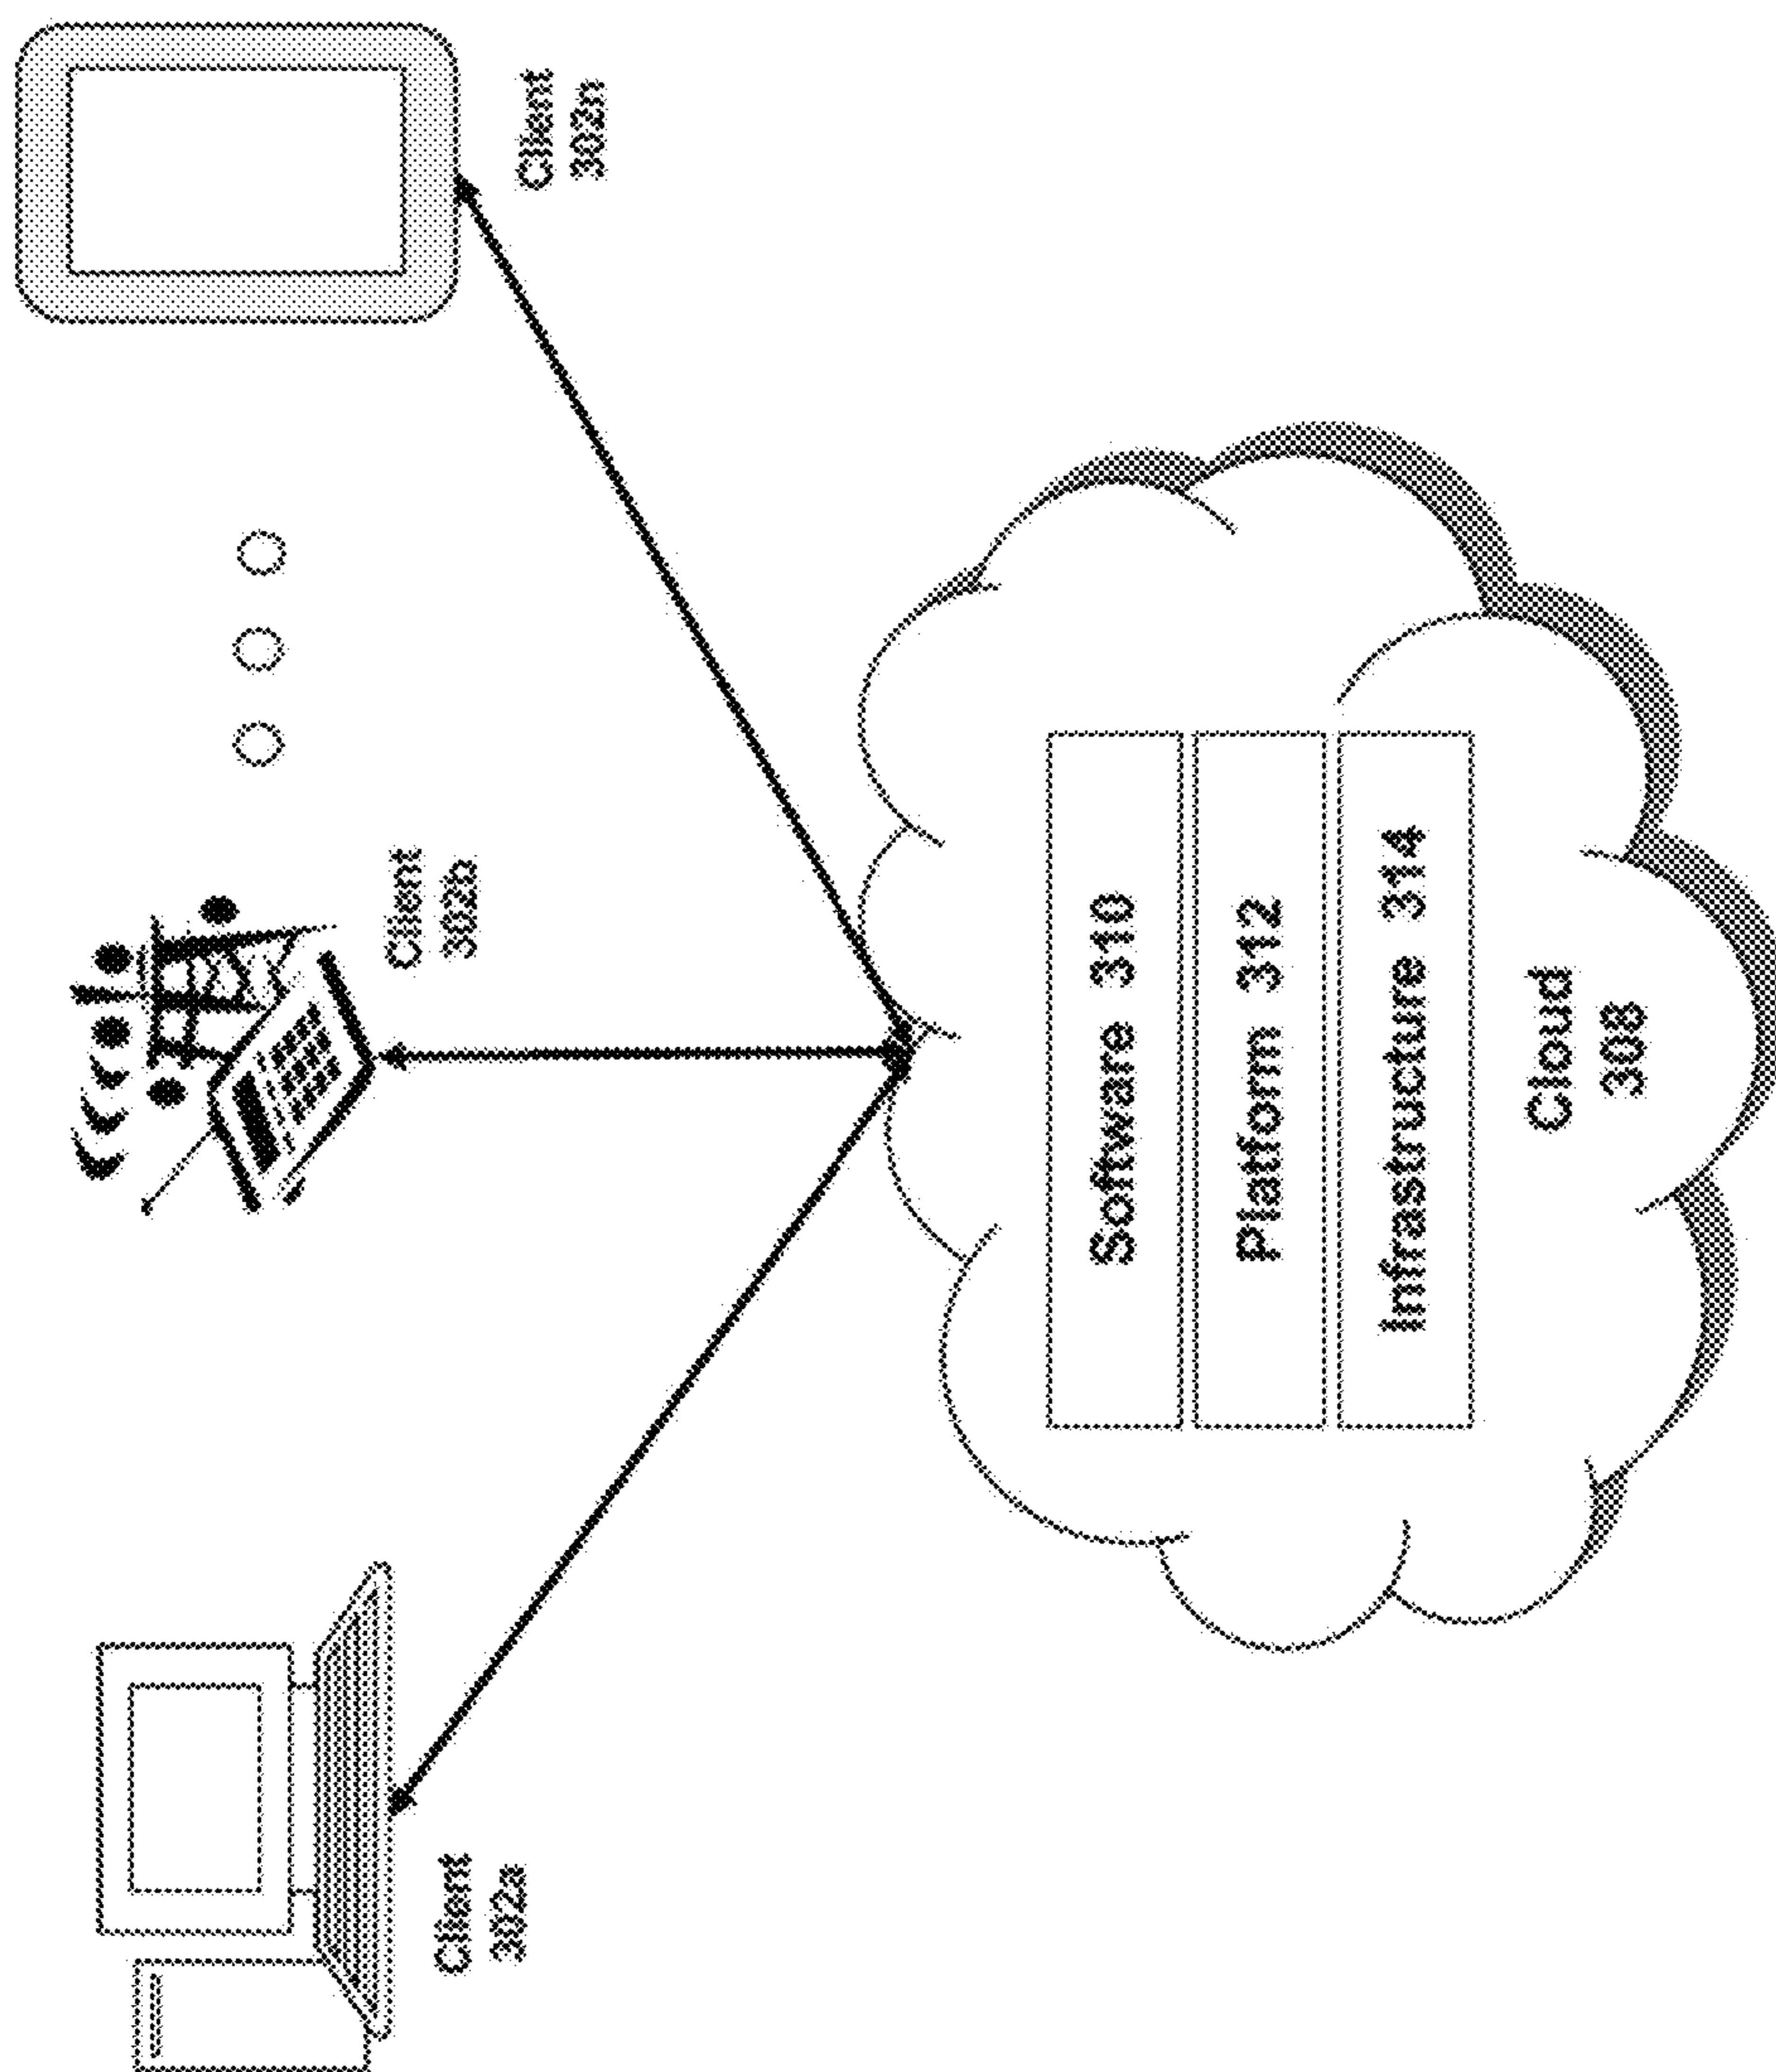 Client
302a
Client
302b
Client
302n
Software 310
Platform 312
Infrastructure 314
Cloud
308